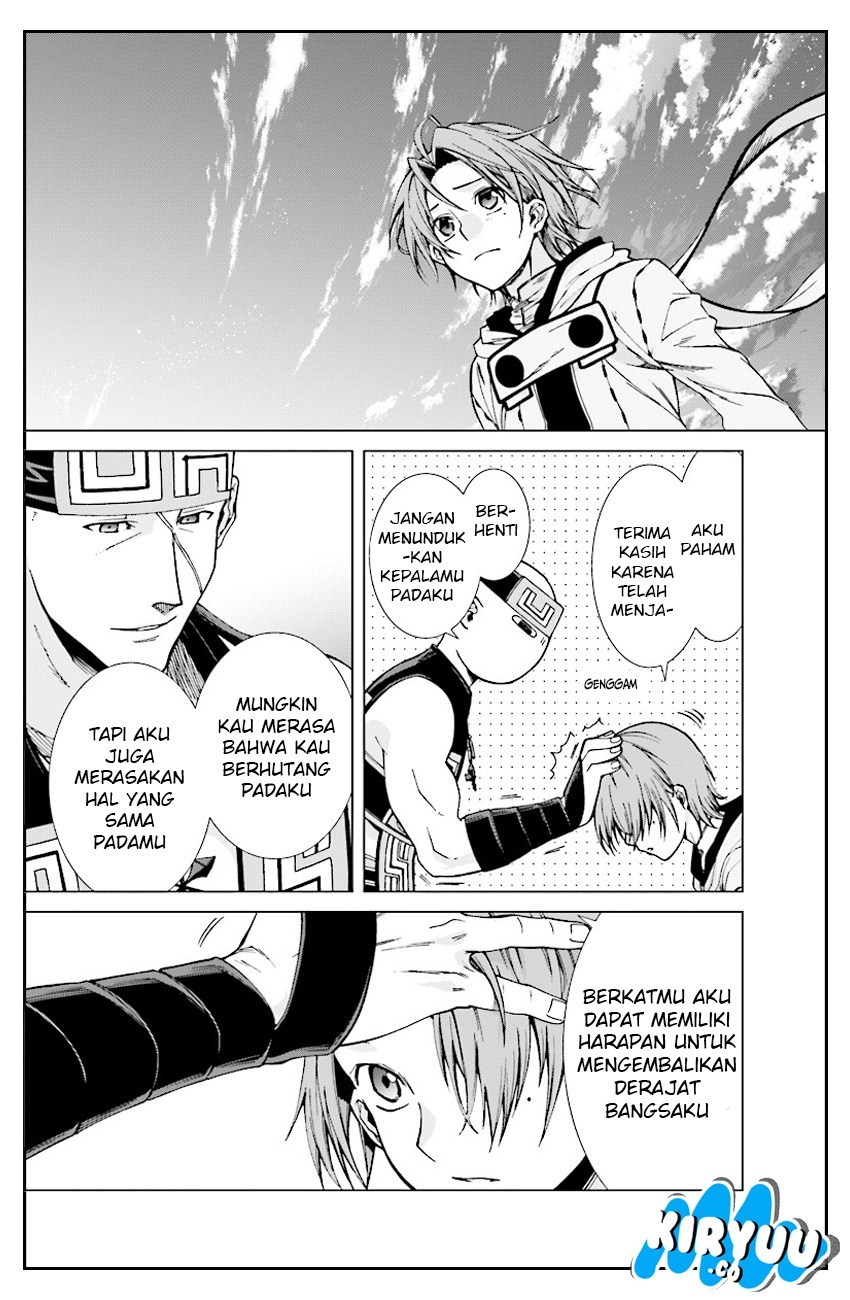 AKU
PAHAM
TERIMA
KASIH
KARENA
TELAH
MENJA-
BER-
HENTI
JANGAN
MENUNDUK
-KAN
KEPALAMU
PADAKU
GENGGAM
MUNGKIN
KAU MERASA
BAHWA KAU
BERHUTANG
PADAKU
TAPI AKU
JUGA
MERASAKAN
HAL YANG
SAMA
PADAMU
BERKATMU AKU
DAPAT MEMILIKI
HARAPAN UNTUK
MENGEMBALIKAN
DERAJAT
BANGSAKU
KIRYUU
.CO